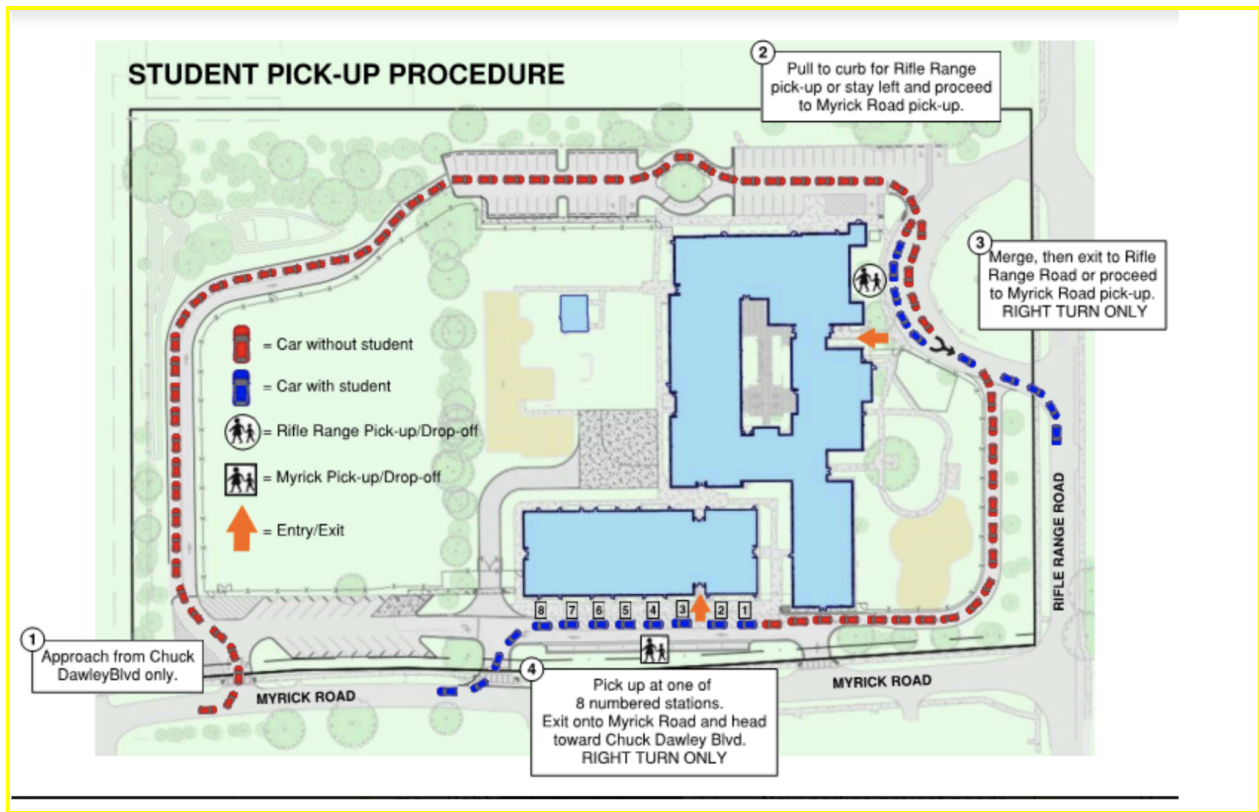 STUDENT PICK-UP PROCEDURE
2
Pull to curb for Rifle Range
pick-up or stay left and proceed
to Myrick Road pick-up.
3
Merge, then exit to Rifle
Range Road or proceed
to Myrick Road pick-up.
RIGHT TURN ONLY
= Car without student
= Car with student
= Rifle Range Pick-up/Drop-off
= Myrick Pick-up/Drop-off
= Entry/Exit
RIFLE RANGE ROAD
8 7 6 5 4 3 2 1
1
Approach from Chuck
DawleyBlvd only.
MYRICK ROAD
MYRICK ROAD
4
Pick up at one of
8 numbered stations.
Exit onto Myrick Road and head
toward Chuck Dawley Blvd.
RIGHT TURN ONLY